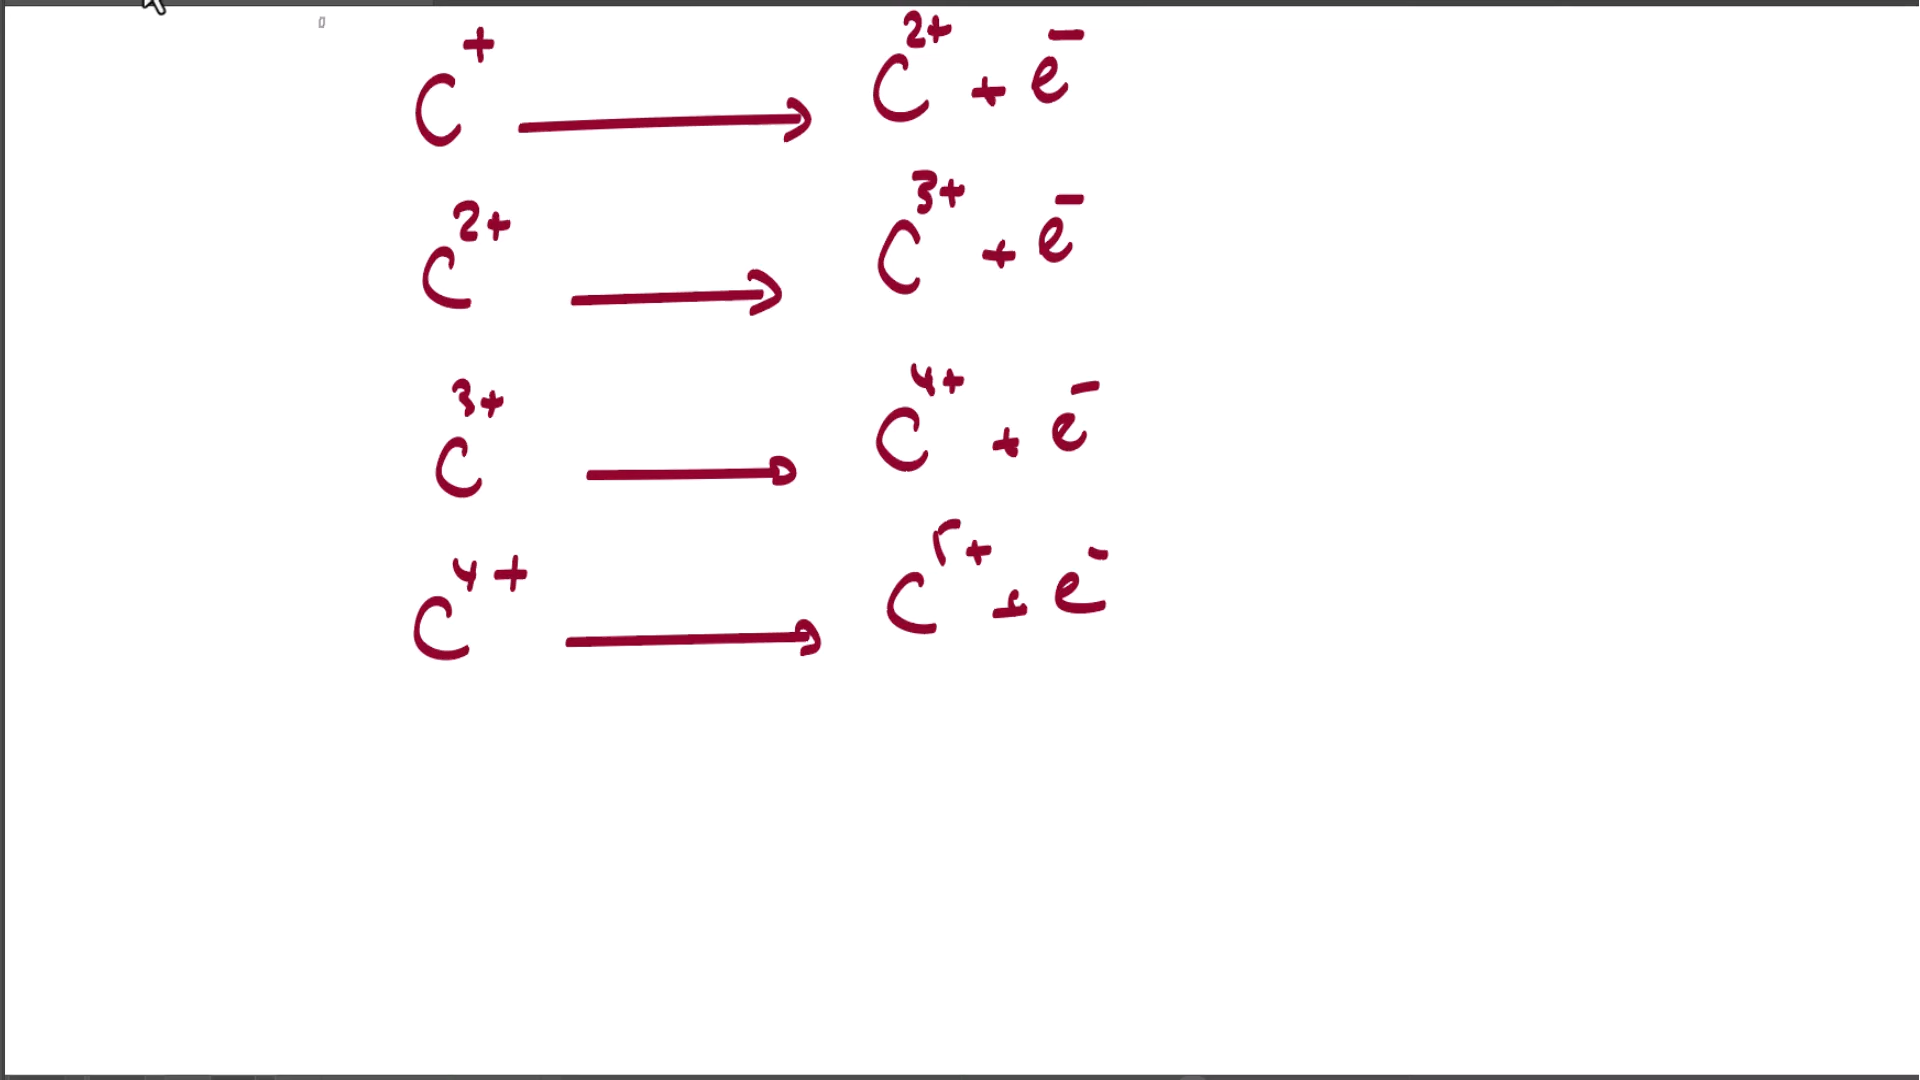 C⁺ → C²⁺ + e⁻
C²⁺ → C³⁺ + e⁻
C³⁺ → C⁴⁺ + e⁻
C⁴⁺ → C⁵⁺ + e⁻